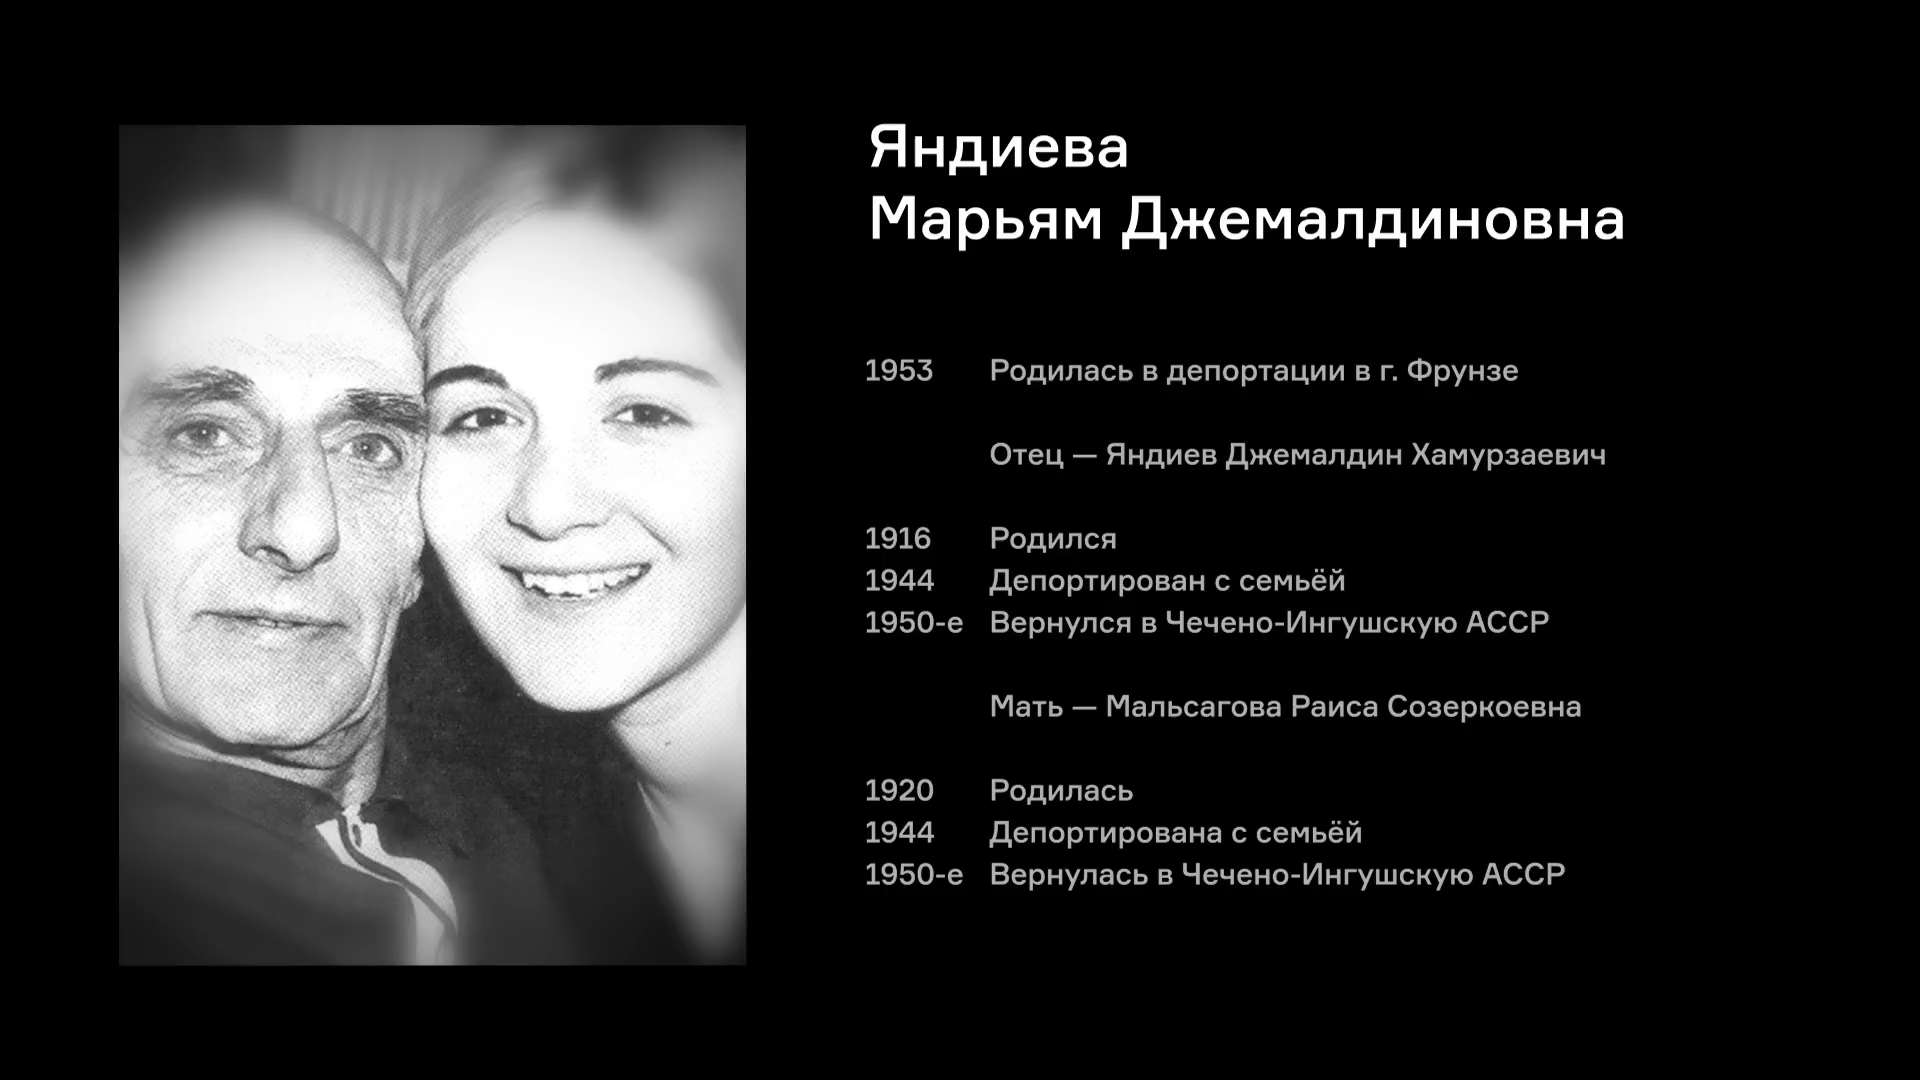 Яндиева
Марьям Джемалдиновна
1953 Родилась в депортации в г. Фрунзе
Отец — Яндиев Джемалдин Хамурзаевич
1916 Родился
1944 Депортирован с семьёй
1950-е Вернулся в Чечено-Ингушскую АССР
Мать — Мальсагова Раиса Созеркоевна
1920 Родилась
1944 Депортирована с семьёй
1950-е Вернулась в Чечено-Ингушскую АССР